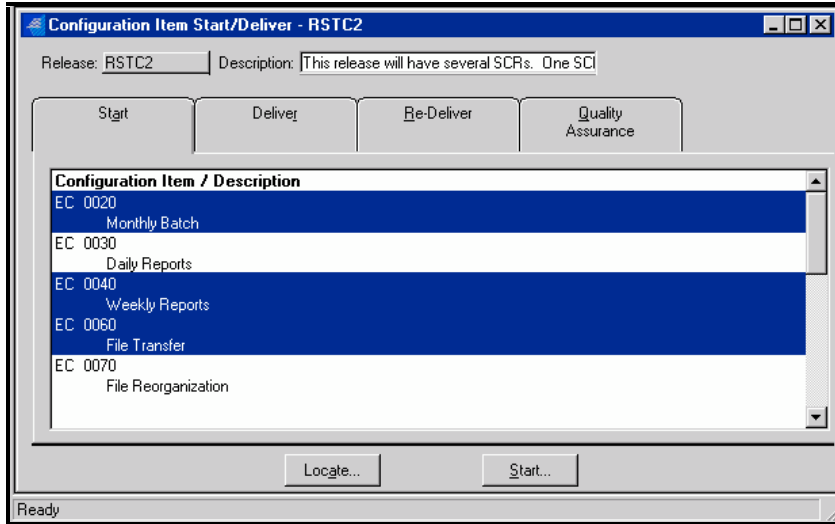 Configuration Item Start/Deliver - RSTC2
Release: RSTC2 Description: This release will have several SCRs. One SCI
Start Deliver Re-Deliver Quality
Assurance
Configuration Item / Description
EC 0020
Monthly Batch
EC 0030
Daily Reports
EC 0040
Weekly Reports
EC 0060
File Transfer
EC 0070
File Reorganization
Locate... Start...
Ready